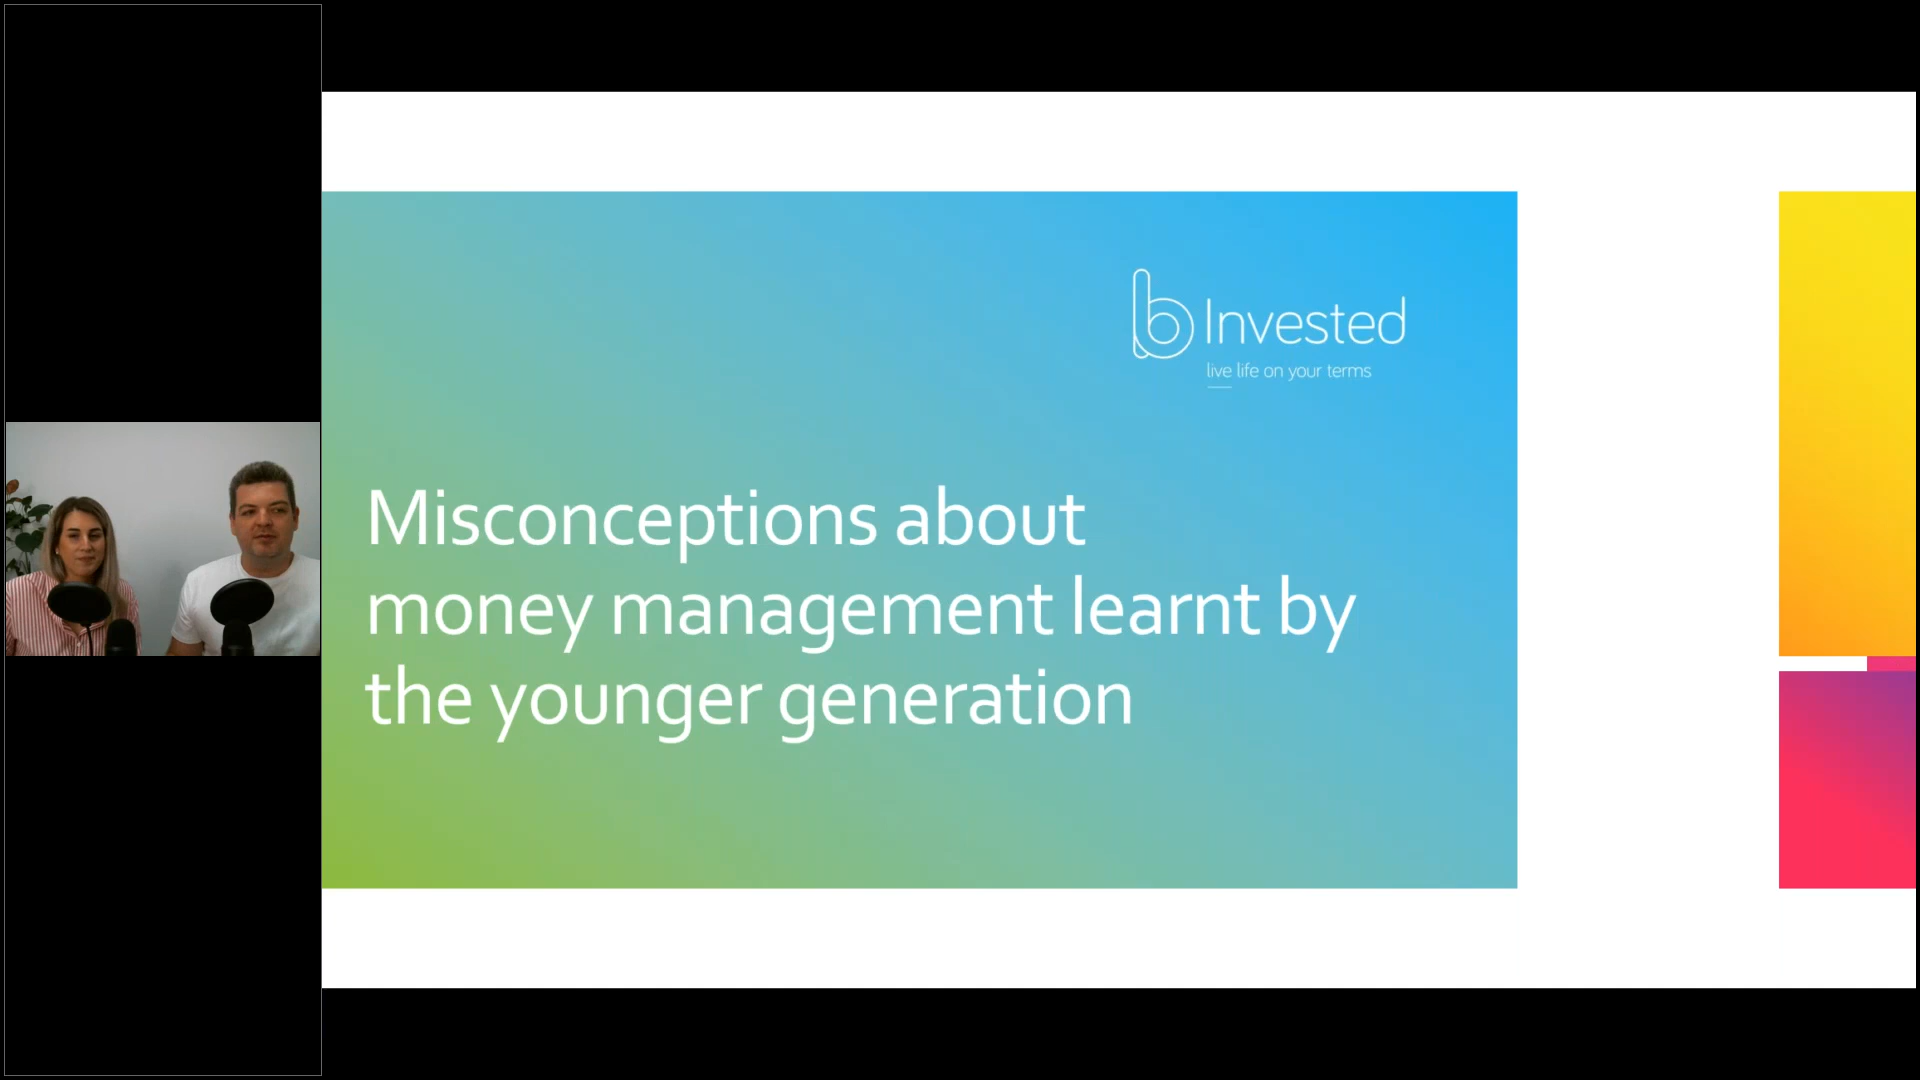 b Invested
live life on your terms
Misconceptions about
money management learnt by
the younger generation